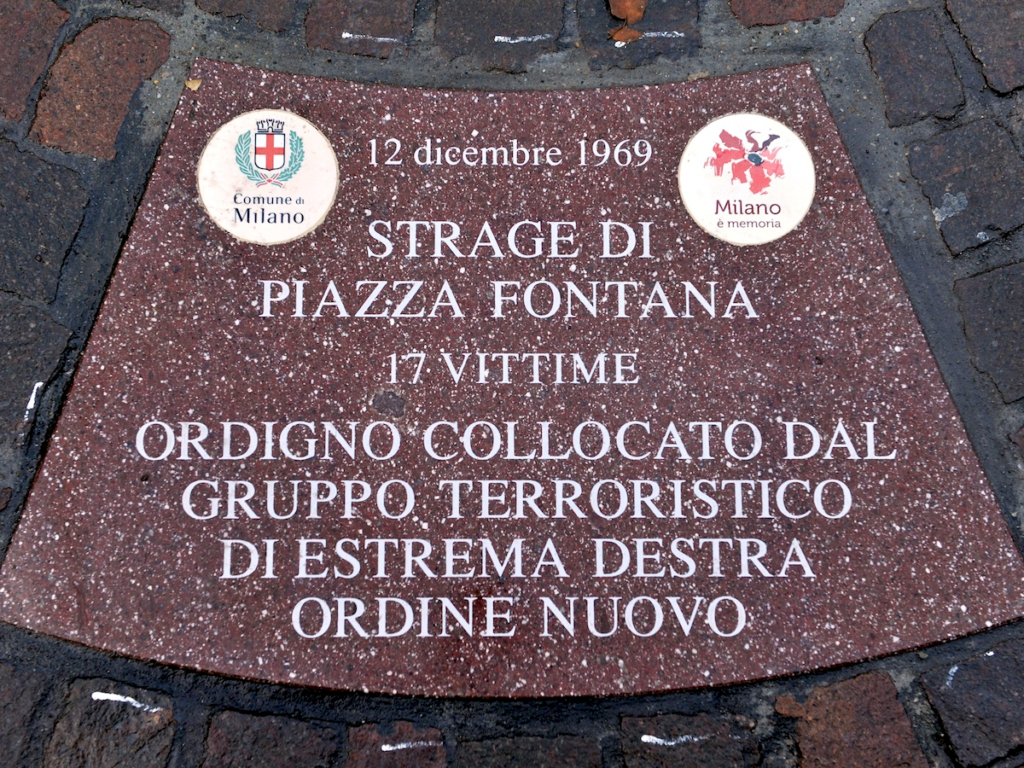 Comune di
Milano
12 dicembre 1969
Milano
è memoria
STRAGE DI
PIAZZA FONTANA
17 VITTIME
ORDIGNO COLLOCATO DAL
GRUPPO TERRORISTICO
DI ESTREMA DESTRA
ORDINE NUOVO